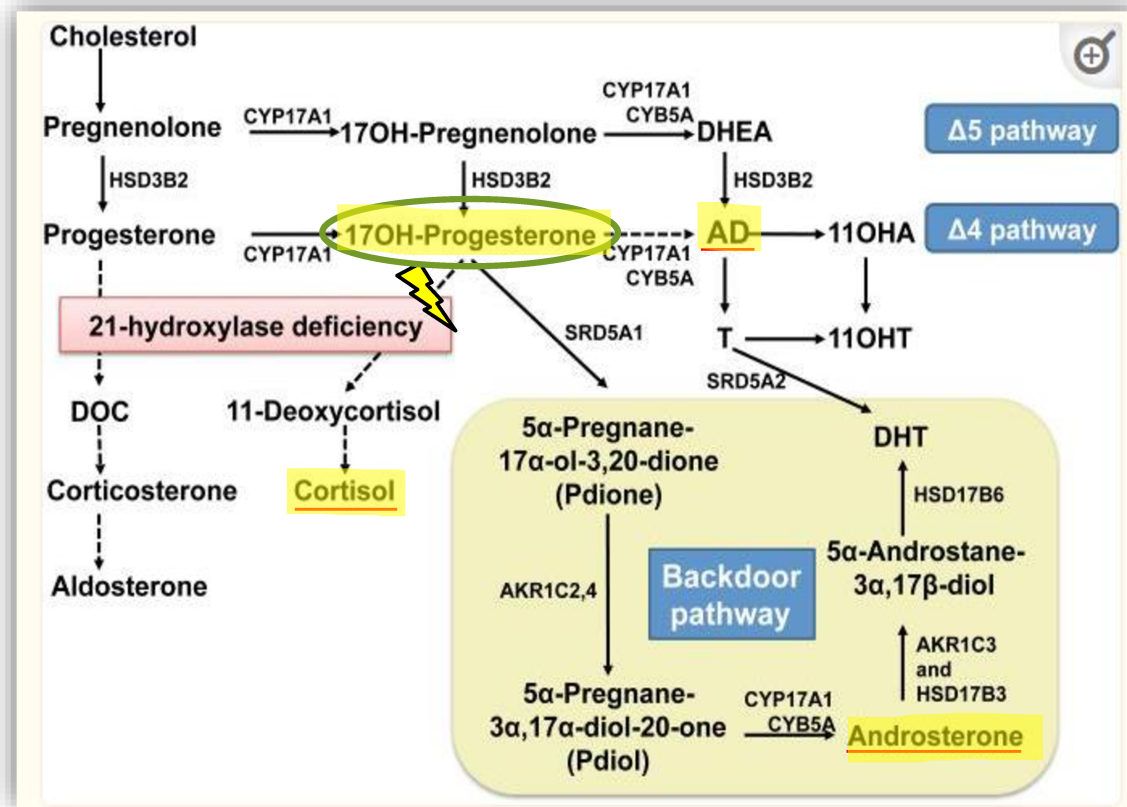 Cholesterol
CYP17A1
CYB5A
Pregnenolone
CYP17A1
17OH-Pregnenolone
DHEA
Δ5 pathway
HSD3B2
HSD3B2
HSD3B2
Progesterone
CYP17A1
17OH-Progesterone
CYP17A1
CYB5A
AD
11OHA
Δ4 pathway
21-hydroxylase deficiency
SRD5A1
T
11OHT
SRD5A2
DOC
11-Deoxycortisol
5α-Pregnane-
17α-ol-3,20-dione
(Pdione)
DHT
Corticosterone
Cortisol
HSD17B6
Aldosterone
AKR1C2,4
Backdoor
pathway
5α-Androstane-
3α,17β-diol
AKR1C3
and
HSD17B3
5α-Pregnane-
3α,17α-diol-20-one
(Pdiol)
CYP17A1
CYB5A
Androsterone